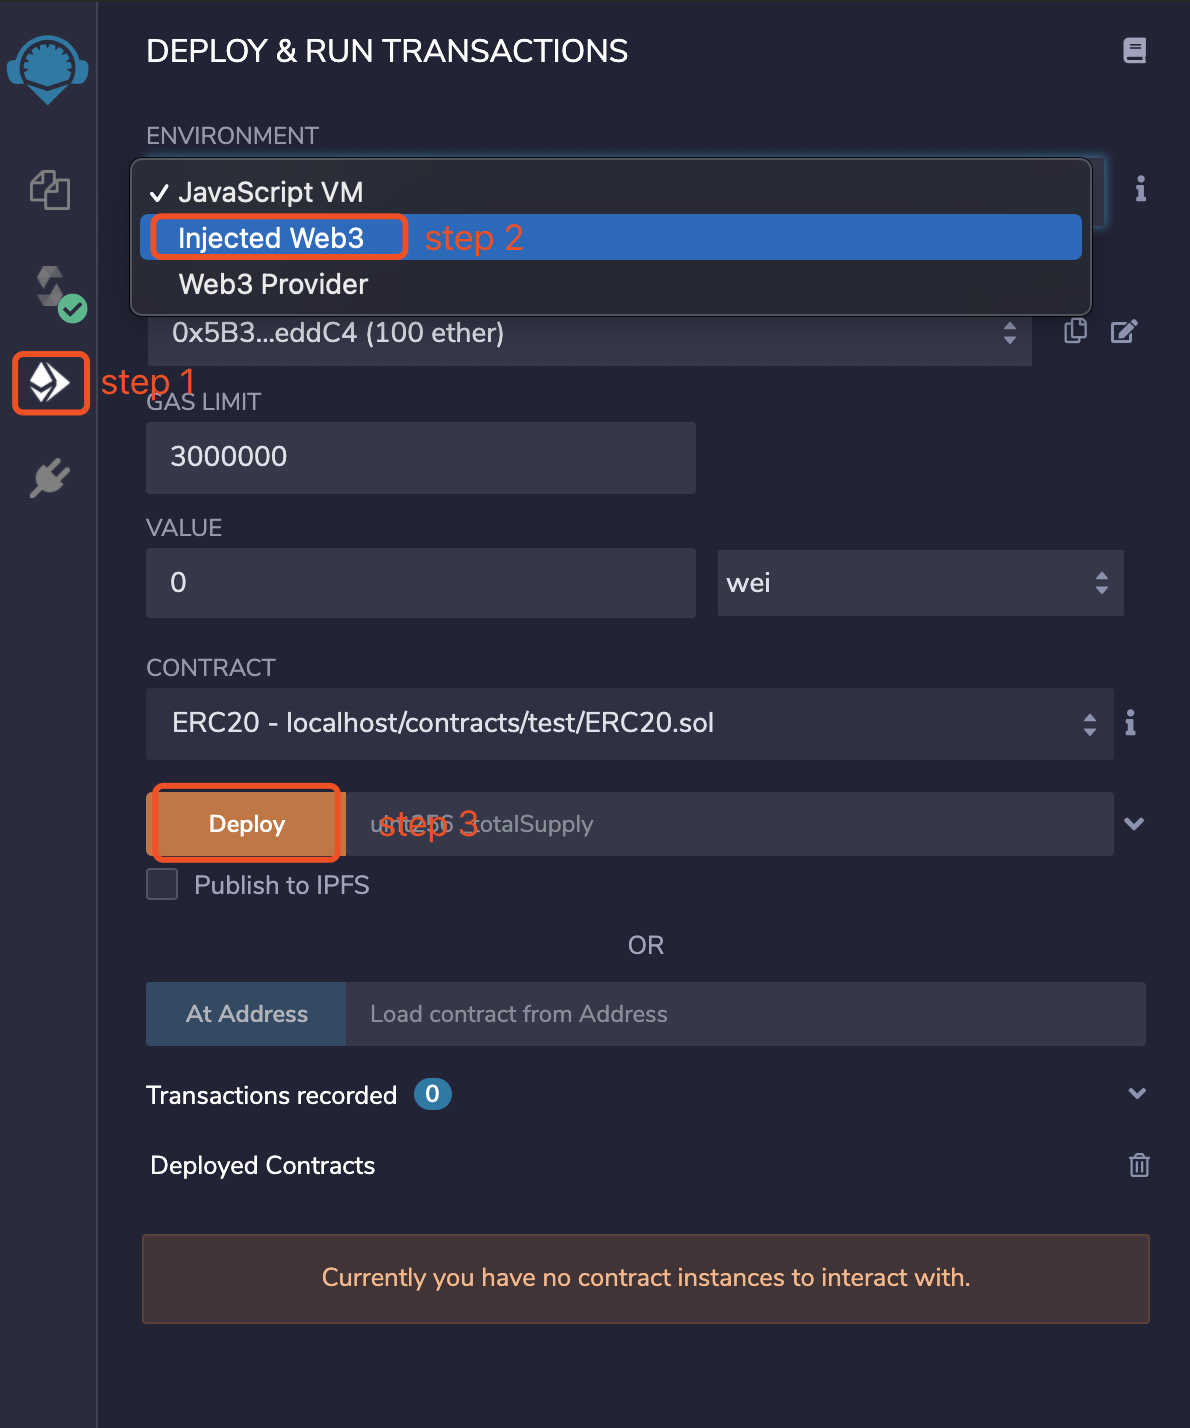 DEPLOY & RUN TRANSACTIONS
ENVIRONMENT
JavaScript VM
Injected Web3 step 2
Web3 Provider
0x5B3...eddC4 (100 ether)
step 1
GAS LIMIT
3000000
VALUE
0 wei
CONTRACT
ERC20 - localhost/contracts/test/ERC20.sol
Deploy uint256 _totalSupply
step 3
Publish to IPFS
OR
At Address Load contract from Address
Transactions recorded 0
Deployed Contracts
Currently you have no contract instances to interact with.